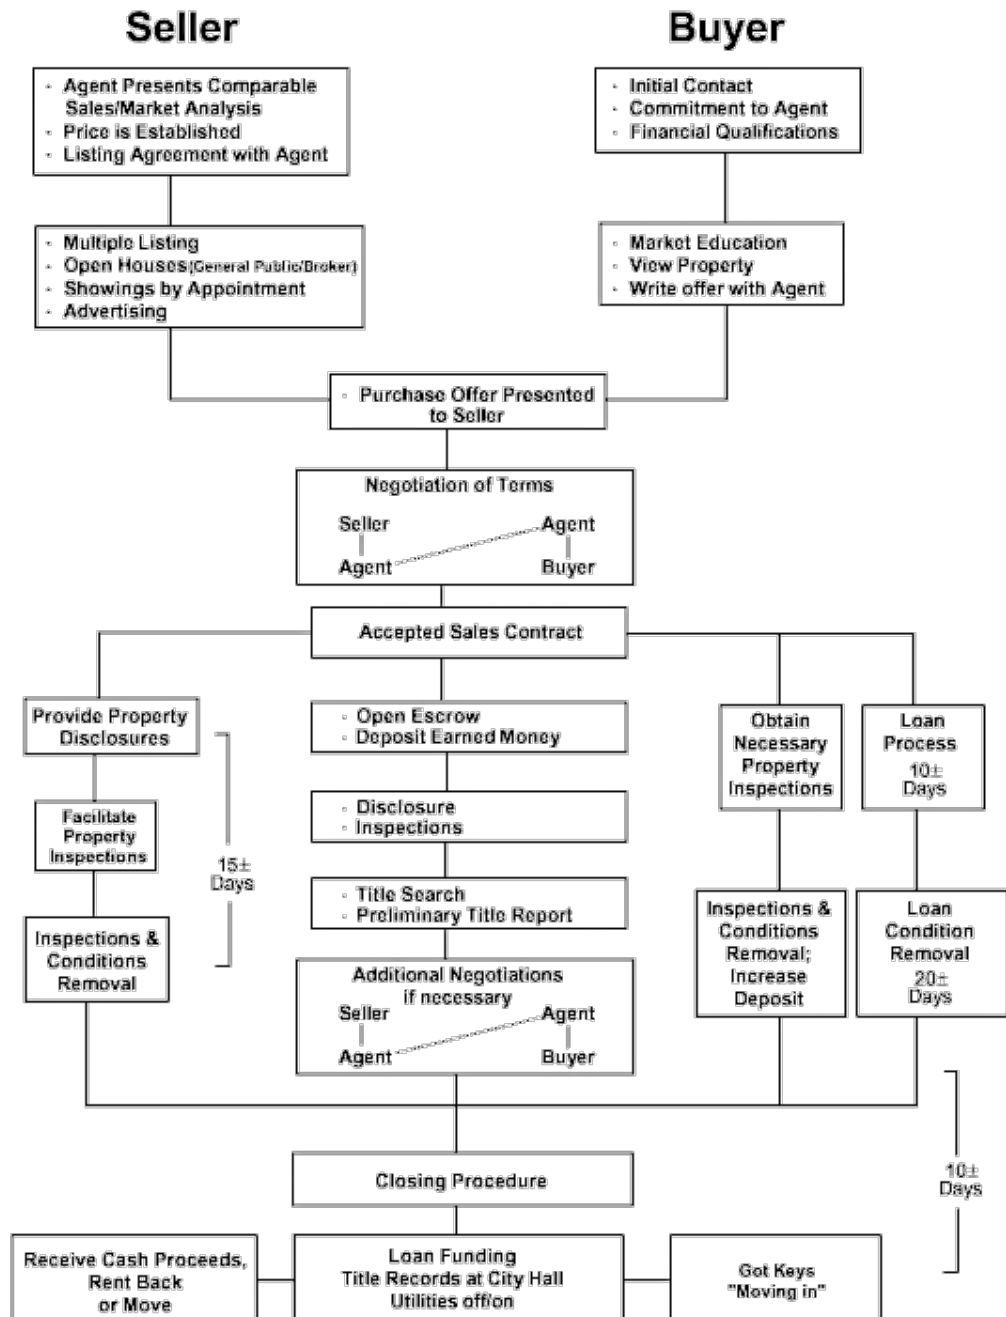 Seller
Buyer
· Agent Presents Comparable
Sales/Market Analysis
· Price is Established
· Listing Agreement with Agent
· Initial Contact
· Commitment to Agent
· Financial Qualifications
· Multiple Listing
· Open Houses(General Public/Broker)
· Showings by Appointment
· Advertising
· Market Education
· View Property
· Write offer with Agent
· Purchase Offer Presented
to Seller
Negotiation of Terms
Seller
Agent
Agent
Buyer
Accepted Sales Contract
Provide Property
Disclosures
Facilitate
Property
Inspections
Inspections &
Conditions
Removal
15±
Days
· Open Escrow
· Deposit Earned Money
· Disclosure
· Inspections
· Title Search
· Preliminary Title Report
Additional Negotiations
if necessary
Seller
Agent
Agent
Buyer
Obtain
Necessary
Property
Inspections
Inspections &
Conditions
Removal;
Increase
Deposit
Loan
Process
10±
Days
Loan
Condition
Removal
20±
Days
Closing Procedure
10±
Days
Receive Cash Proceeds,
Rent Back
or Move
Loan Funding
Title Records at City Hall
Utilities off/on
Got Keys
"Moving in"